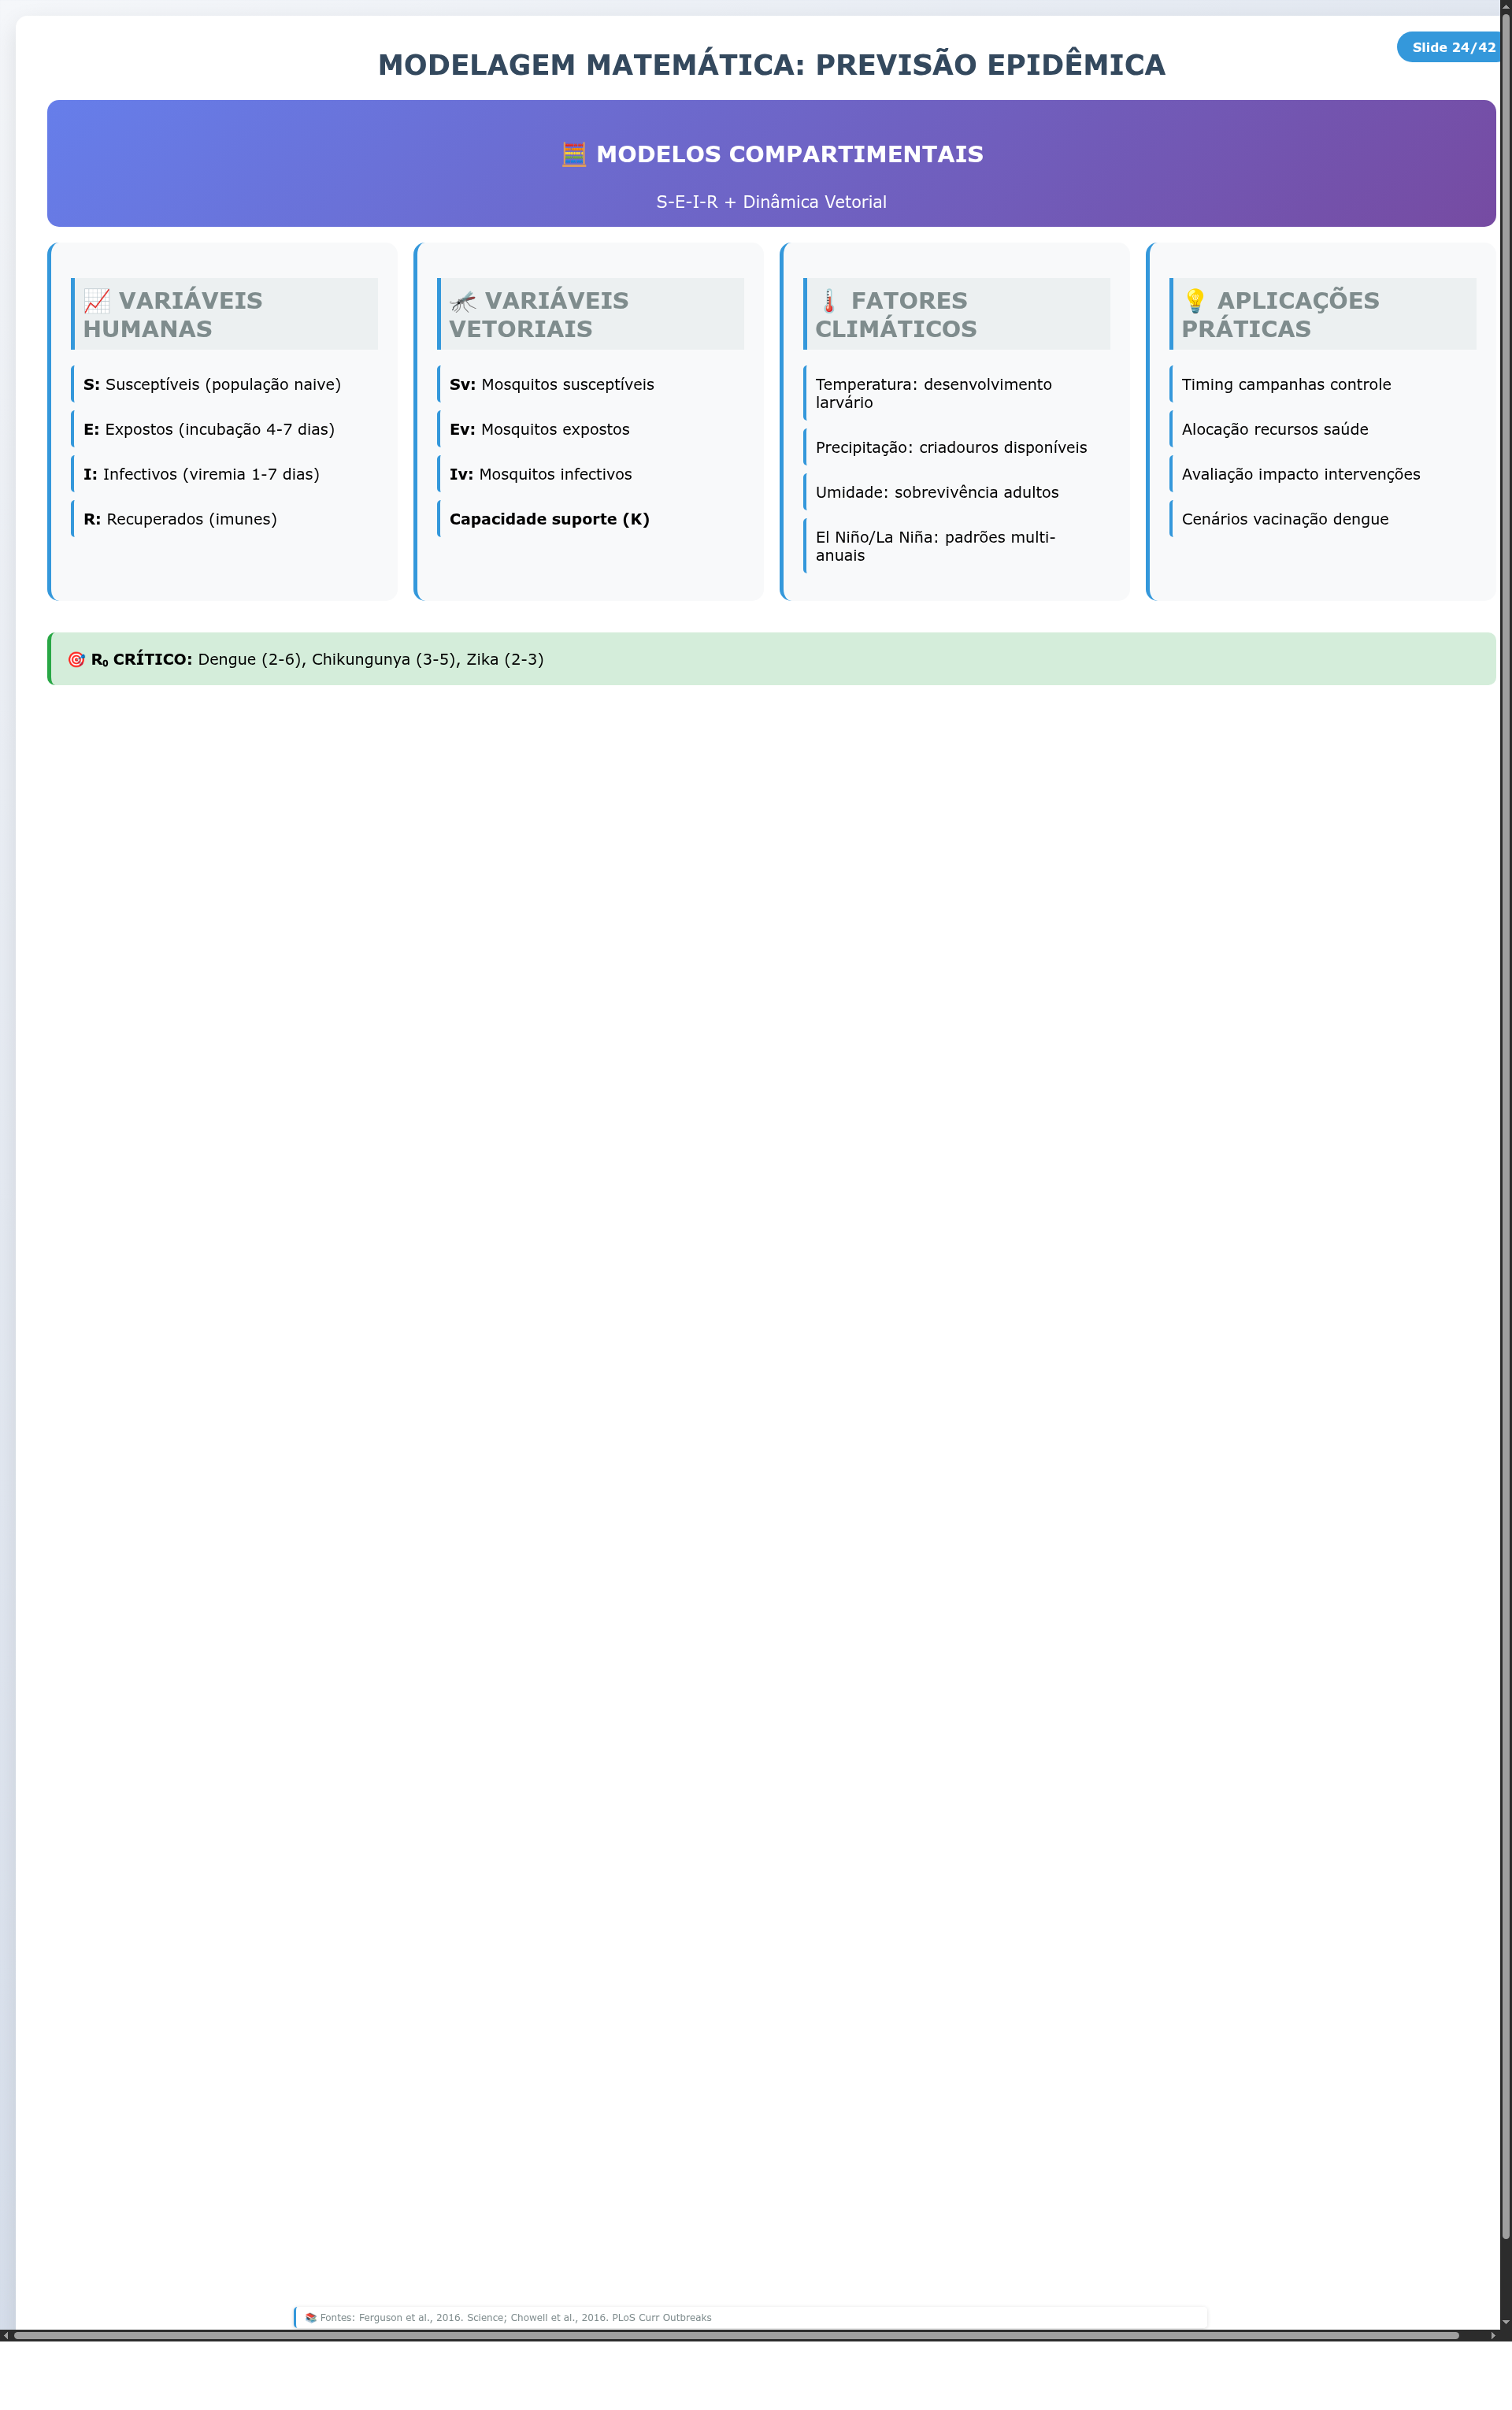 Slide 24/42
MODELAGEM MATEMÁTICA: PREVISÃO EPIDÊMICA
🧮 MODELOS COMPARTIMENTAIS
S-E-I-R + Dinâmica Vetorial
📈 VARIÁVEIS
HUMANAS
S: Susceptíveis (população naive)
E: Expostos (incubação 4-7 dias)
I: Infectivos (viremia 1-7 dias)
R: Recuperados (imunes)
🦟 VARIÁVEIS
VETORIAIS
Sv: Mosquitos susceptíveis
Ev: Mosquitos expostos
Iv: Mosquitos infectivos
Capacidade suporte (K)
🌡️ FATORES
CLIMÁTICOS
Temperatura: desenvolvimento
larvário
Precipitação: criadouros disponíveis
Umidade: sobrevivência adultos
El Niño/La Niña: padrões multi-
anuais
💡 APLICAÇÕES
PRÁTICAS
Timing campanhas controle
Alocação recursos saúde
Avaliação impacto intervenções
Cenários vacinação dengue
🎯 R₀ CRÍTICO: Dengue (2-6), Chikungunya (3-5), Zika (2-3)
📚 Fontes: Ferguson et al., 2016. Science; Chowell et al., 2016. PLoS Curr Outbreaks